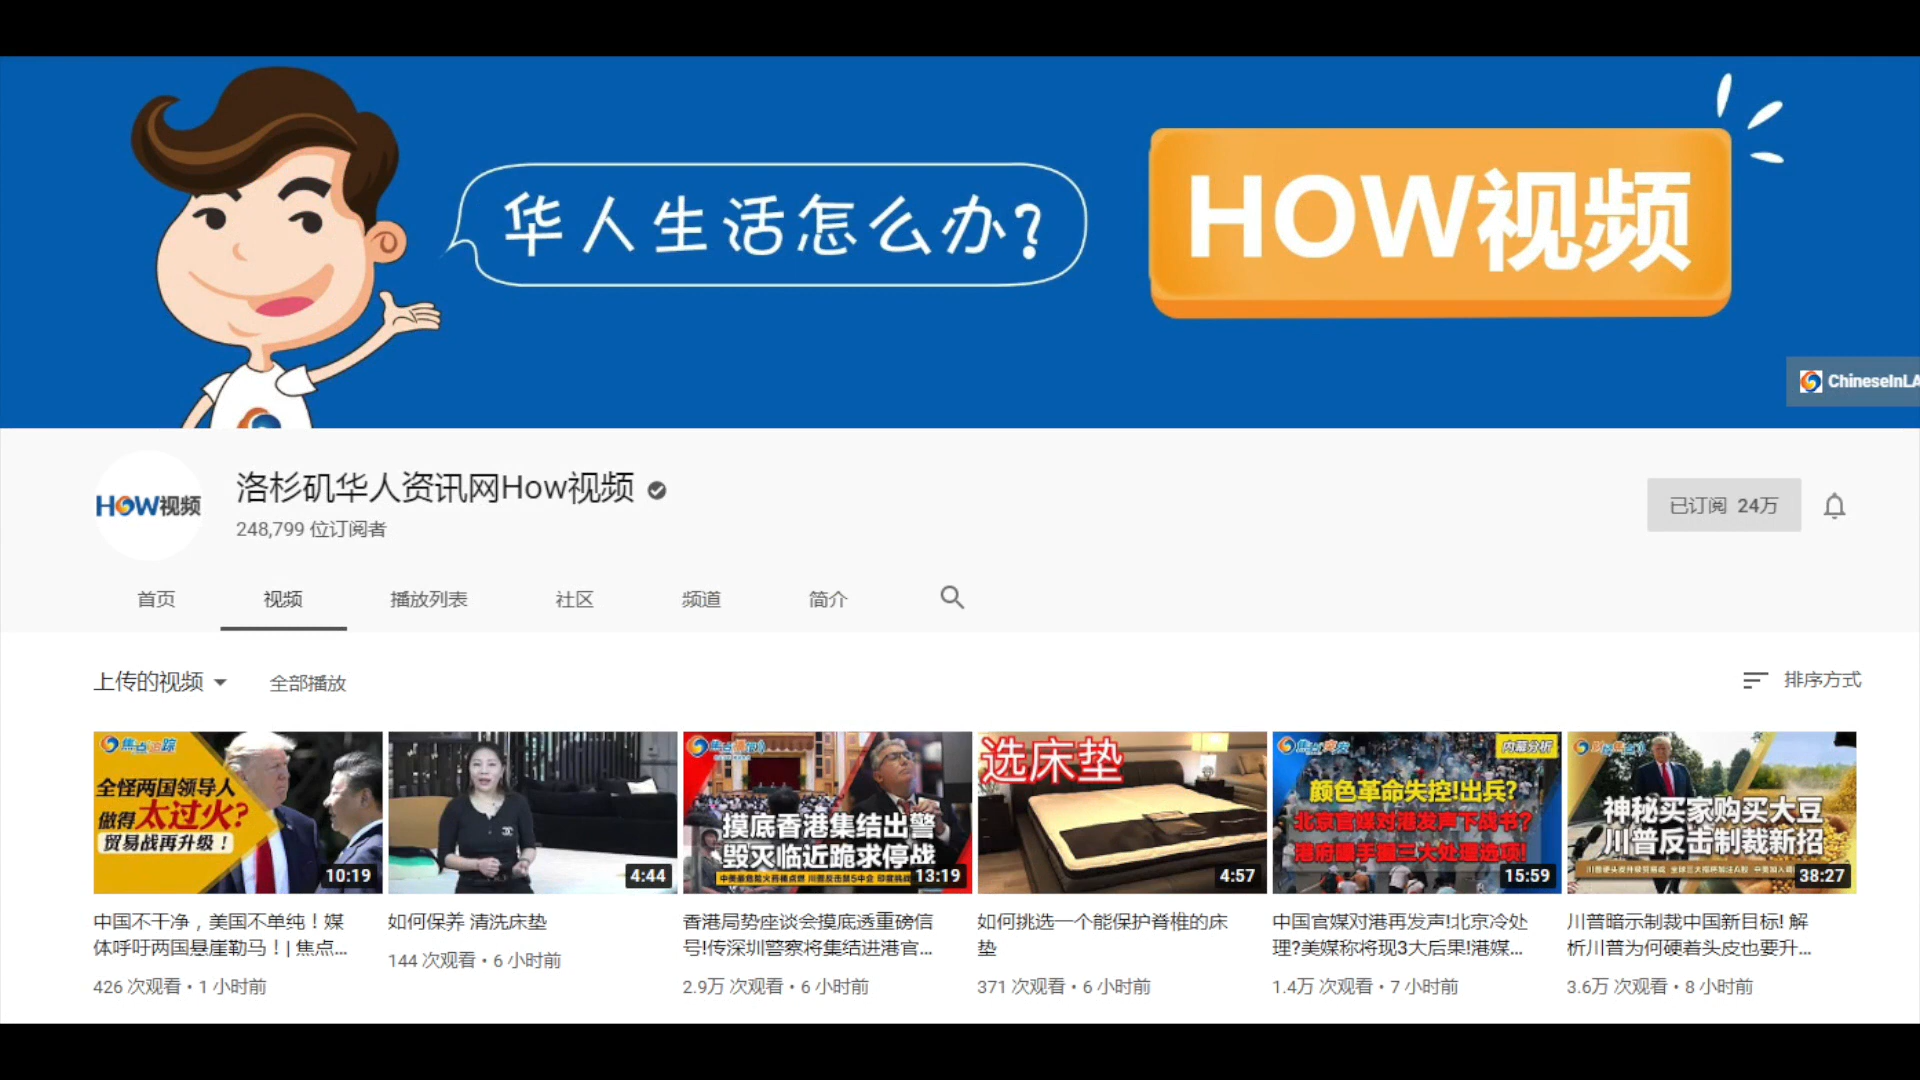 华人生活怎么办?
HOW视频
ChineseInLA
HOW视频
洛杉矶华人资讯网How视频
248,799 位订阅者
已订阅 24万
首页 视频 播放列表 社区 频道 简介
上传的视频 全部播放
排序方式
焦点追踪
全怪两国领导人
做得太过火?
贸易战再升级!
10:19
4:44
摸底香港集结出警
毁灭临近跪求停战
13:19
选床垫
4:57
内幕分析
颜色革命失控!出兵?
北京官媒对港发声下战书?
港府曝手握三大处理选项!
15:59
神秘买家购买大豆
川普反击制裁新招
38:27
中国不干净，美国不单纯！媒
体呼吁两国悬崖勒马！| 焦点...
426 次观看 • 1 小时前
如何保养 清洗床垫
144 次观看 • 6 小时前
香港局势座谈会摸底透重磅信
号!传深圳警察将集结进港官...
2.9万 次观看 • 6 小时前
如何挑选一个能保护脊椎的床
垫
371 次观看 • 6 小时前
中国官媒对港再发声!北京冷处
理?美媒称将现3大后果!港媒...
1.4万 次观看 • 7 小时前
川普暗示制裁中国新目标! 解
析川普为何硬着头皮也要升...
3.6万 次观看 • 8 小时前